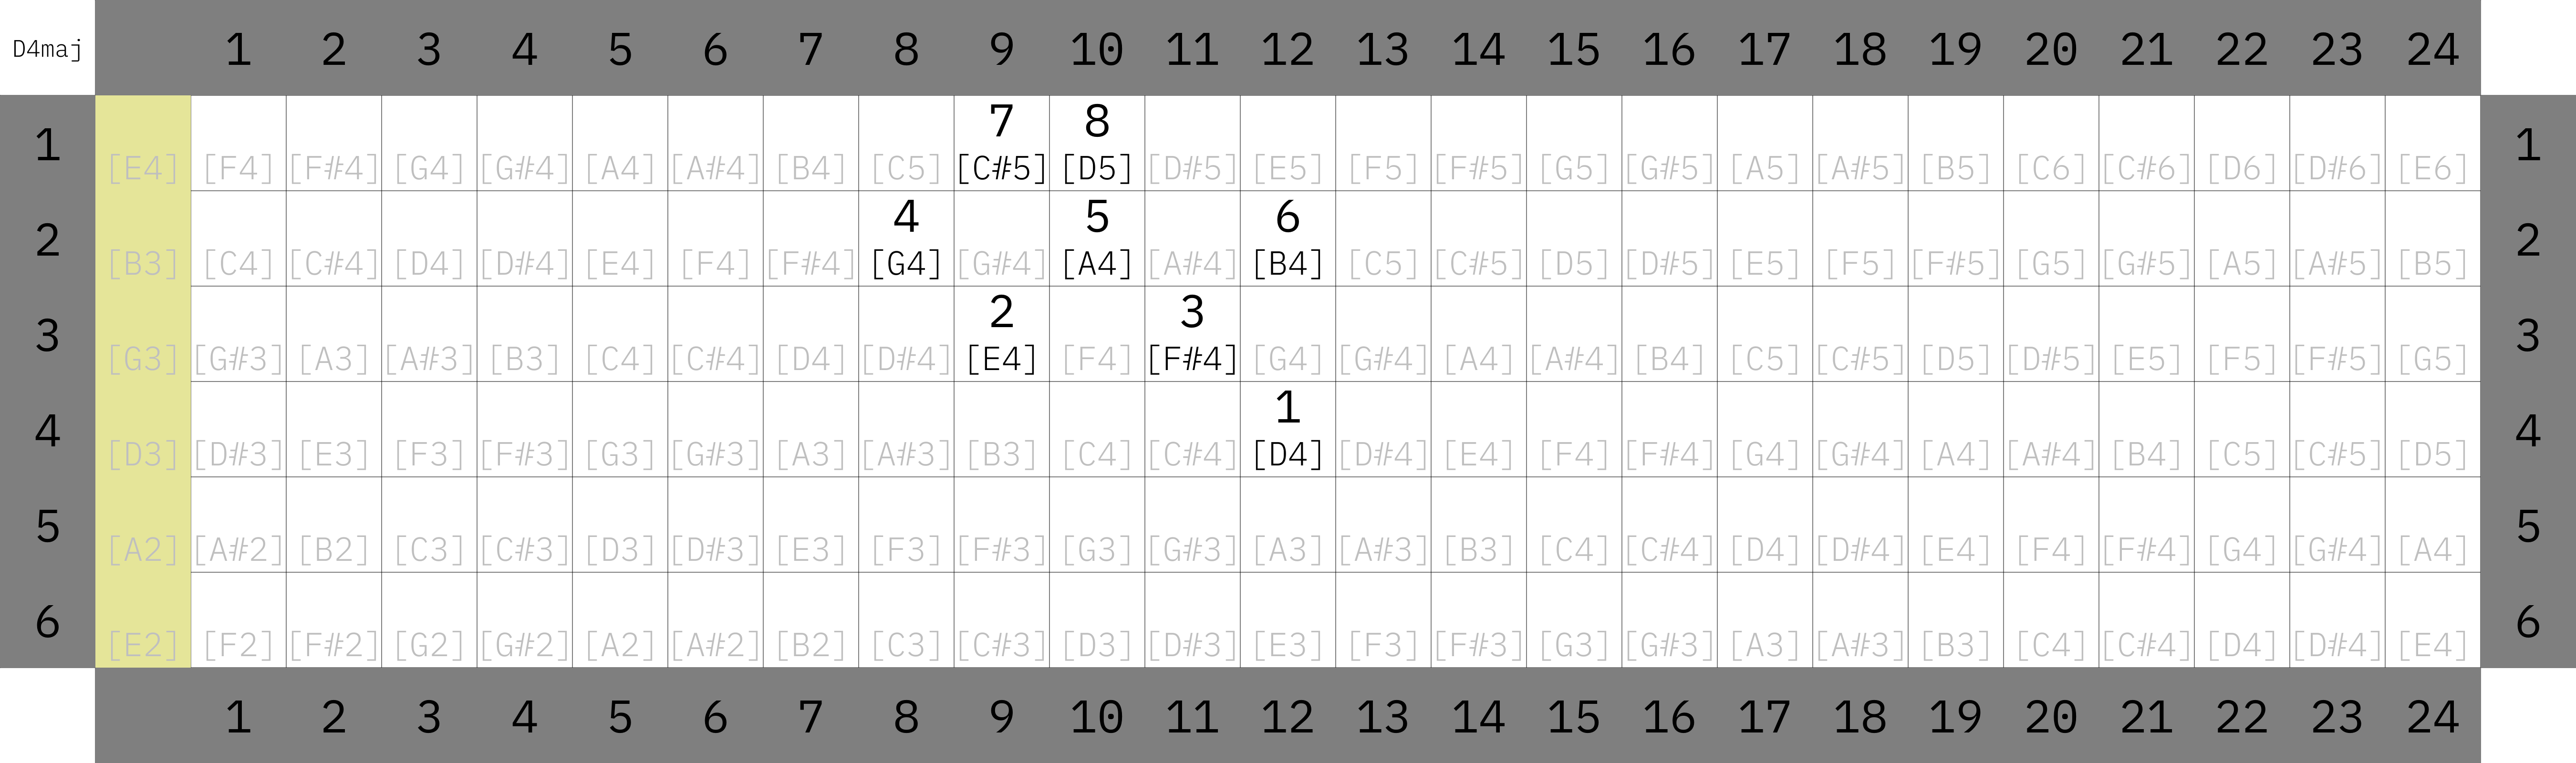 D4maj 1 2 3 4 5 6 7 8 9 10 11 12 13 14 15 16 17 18 19 20 21 22 23 24
7 8
1 [E4] [F4] [F#4] [G4] [G#4] [A4] [A#4] [B4] [C5] [C#5] [D5] [D#5] [E5] [F5] [F#5] [G5] [G#5] [A5] [A#5] [B5] [C6] [C#6] [D6] [D#6] [E6] 1
4 5 6
2 [B3] [C4] [C#4] [D4] [D#4] [E4] [F4] [F#4] [G4] [G#4] [A4] [A#4] [B4] [C5] [C#5] [D5] [D#5] [E5] [F5] [F#5] [G5] [G#5] [A5] [A#5] [B5] 2
2 3
3 [G3] [G#3] [A3] [A#3] [B3] [C4] [C#4] [D4] [D#4] [E4] [F4] [F#4] [G4] [G#4] [A4] [A#4] [B4] [C5] [C#5] [D5] [D#5] [E5] [F5] [F#5] [G5] 3
1
4 [D3] [D#3] [E3] [F3] [F#3] [G3] [G#3] [A3] [A#3] [B3] [C4] [C#4] [D4] [D#4] [E4] [F4] [F#4] [G4] [G#4] [A4] [A#4] [B4] [C5] [C#5] [D5] 4
5 [A2] [A#2] [B2] [C3] [C#3] [D3] [D#3] [E3] [F3] [F#3] [G3] [G#3] [A3] [A#3] [B3] [C4] [C#4] [D4] [D#4] [E4] [F4] [F#4] [G4] [G#4] [A4] 5
6 [E2] [F2] [F#2] [G2] [G#2] [A2] [A#2] [B2] [C3] [C#3] [D3] [D#3] [E3] [F3] [F#3] [G3] [G#3] [A3] [A#3] [B3] [C4] [C#4] [D4] [D#4] [E4] 6
1 2 3 4 5 6 7 8 9 10 11 12 13 14 15 16 17 18 19 20 21 22 23 24